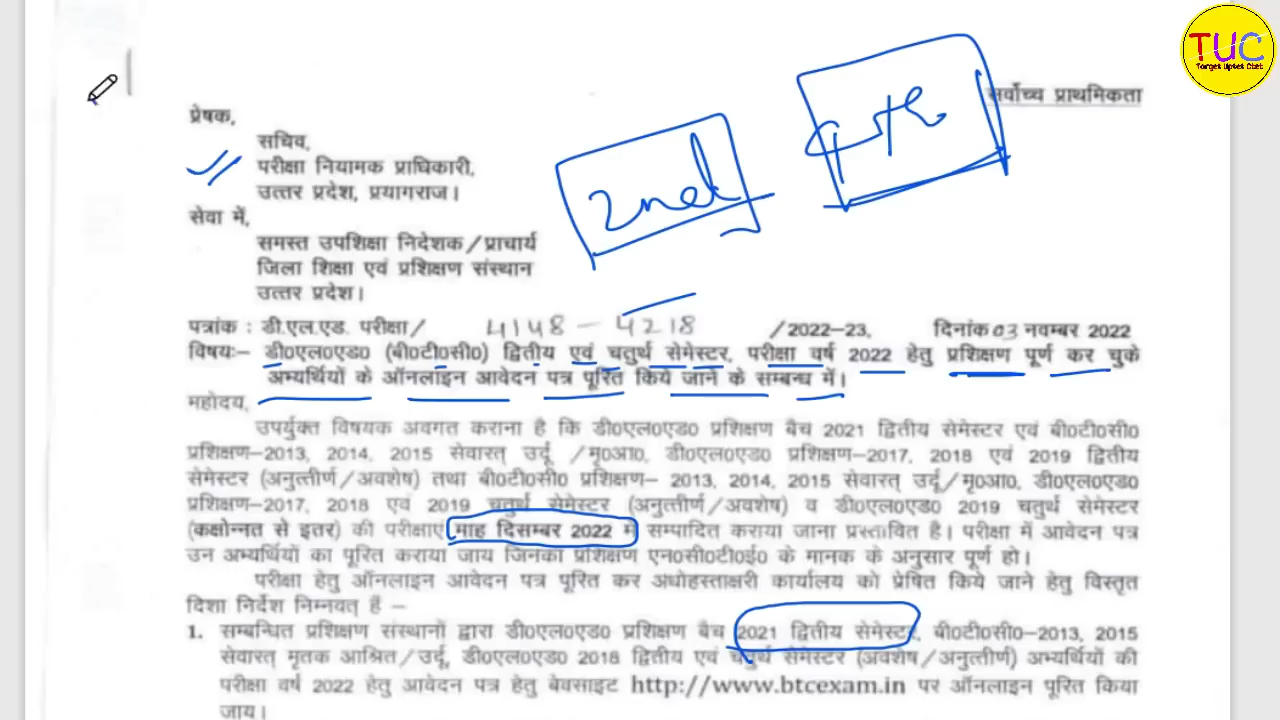 TUC
Target Uptet Ctet
सर्वोच्च प्राथमिकता
प्रेषक,
सचिव,
परीक्षा नियामक प्राधिकारी,
उत्तर प्रदेश, प्रयागराज।
2nd
सेवा में,
समस्त उपशिक्षा निदेशक/प्राचार्य
जिला शिक्षा एवं प्रशिक्षण संस्थान
उत्तर प्रदेश।
पत्रांक : डी.एल.एड. परीक्षा/ 4148 - 4218 /2022-23, दिनांक 03 नवम्बर 2022
विषयः- डी0एल0एड0 (बी0टी0सी0) द्वितीय एवं चतुर्थ सेमेस्टर, परीक्षा वर्ष 2022 हेतु प्रशिक्षण पूर्ण कर चुके
अभ्यर्थियों के ऑनलाइन आवेदन पत्र पूरित किये जाने के सम्बन्ध में।
महोदय,
उपर्युक्त विषयक अवगत कराना है कि डी0एल0एड0 प्रशिक्षण बैच 2021 द्वितीय सेमेस्टर एवं बी0टी0सी0
प्रशिक्षण-2013, 2014, 2015 सेवारत् उर्दू /मृ0आ0, डी0एल0एड0 प्रशिक्षण-2017, 2018 एवं 2019 द्वितीय
सेमेस्टर (अनुत्तीर्ण/अवशेष) तथा बी0टी0सी0 प्रशिक्षण- 2013, 2014, 2015 सेवारत् उर्दू/मृ0आ0, डी0एल0एड0
प्रशिक्षण-2017, 2018 एवं 2019 चतुर्थ सेमेस्टर (अनुत्तीर्ण/अवशेष) व डी0एल0एड0 2019 चतुर्थ सेमेस्टर
(कक्षोन्नत से इतर) की परीक्षाए माह दिसम्बर 2022 में सम्पादित कराया जाना प्रस्तावित है। परीक्षा में आवेदन पत्र
उन अभ्यर्थियों का पूरित कराया जाय जिनका प्रशिक्षण एन0सी0टी0ई0 के मानक के अनुसार पूर्ण हो।
परीक्षा हेतु ऑनलाइन आवेदन पत्र पूरित कर अधोहस्ताक्षरी कार्यालय को प्रेषित किये जाने हेतु विस्तृत
दिशा निर्देश निम्नवत् है -
1. सम्बन्धित प्रशिक्षण संस्थानों द्वारा डी0एल0एड0 प्रशिक्षण बैच 2021 द्वितीय सेमेस्टर, बी0टी0सी0-2013, 2015
सेवारत मृतक आश्रित/उर्दू, डी0एल0एड0 2018 द्वितीय एवं चतुर्थ सेमेस्टर (अवशेष/अनुत्तीर्ण) अभ्यर्थियों की
परीक्षा वर्ष 2022 हेतु आवेदन पत्र हेतु बेवसाइट http://www.btcexam.in पर ऑनलाइन पूरित किया
जाय।